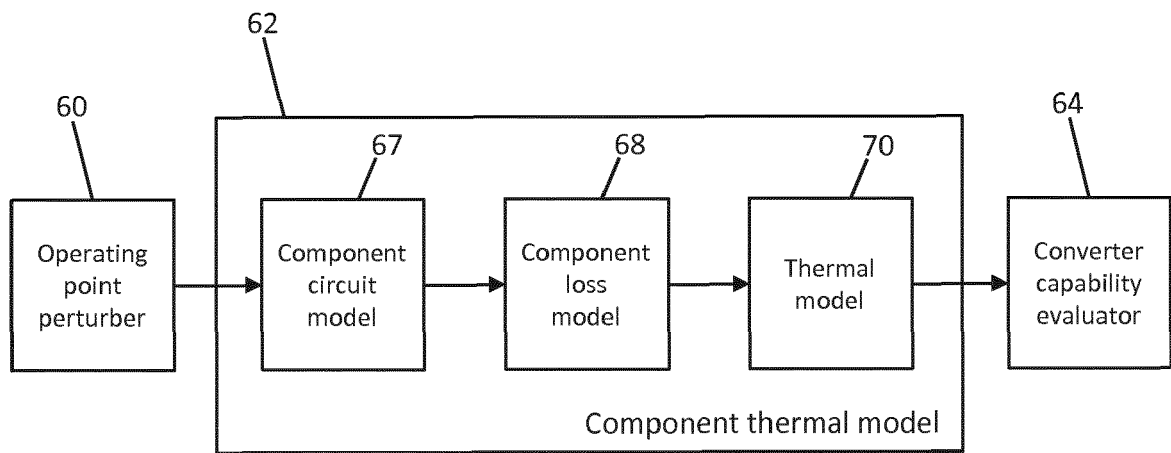 62
60
64
67
68
70
Operating
point
perturber
Component
circuit
model
Component
loss
model
Thermal
model
Converter
capability
evaluator
Component thermal model